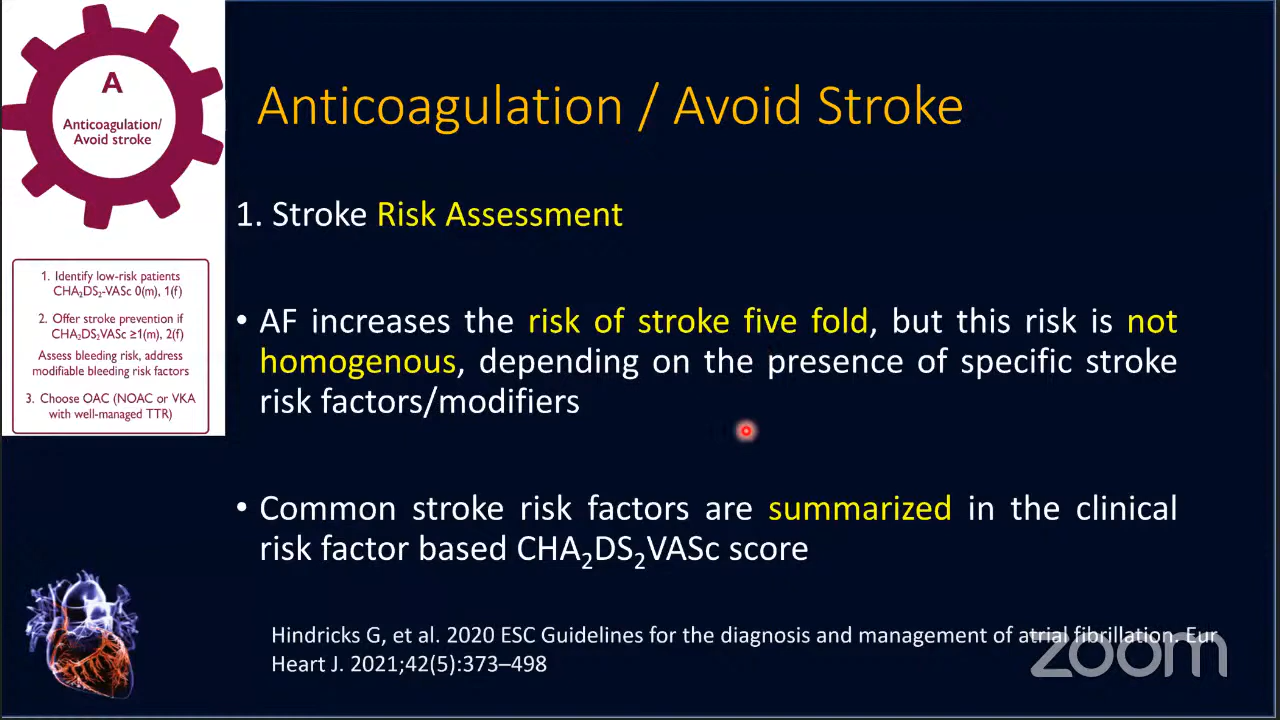 A
Anticoagulation/
Avoid stroke
1. Identify low-risk patients
CHA₂DS₂-VASc 0(m), 1(f)
2. Offer stroke prevention if
CHA₂DS₂VASc ≥1(m), 2(f)
Assess bleeding risk, address
modifiable bleeding risk factors
3. Choose OAC (NOAC or VKA
with well-managed TTR)
Anticoagulation / Avoid Stroke
1. Stroke Risk Assessment
• AF increases the risk of stroke five fold, but this risk is not
homogenous, depending on the presence of specific stroke
risk factors/modifiers
• Common stroke risk factors are summarized in the clinical
risk factor based CHA₂DS₂VASc score
Hindricks G, et al. 2020 ESC Guidelines for the diagnosis and management of atrial fibrillation. Eur
Heart J. 2021;42(5):373–498
zoom